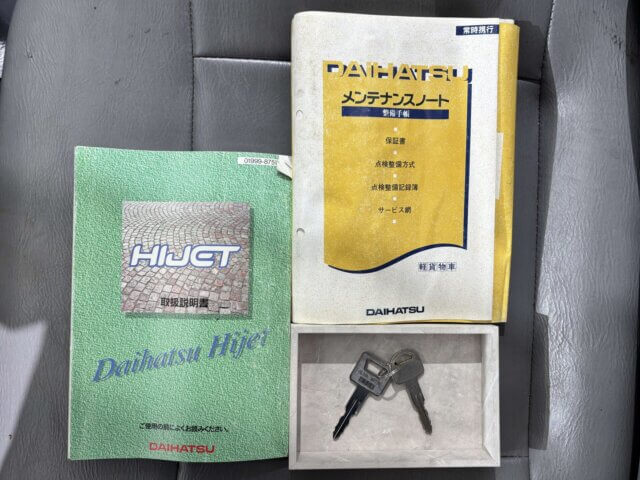 常時携行
DAIHATSU
メンテナンスノート
整備手帳
保証書
点検整備方式
点検整備記録簿
サービス網
軽貨物車
DAIHATSU
01999-875
HIJET
取扱説明書
Daihatsu Hijet
ご使用の前によくお読みください。
DAIHATSU